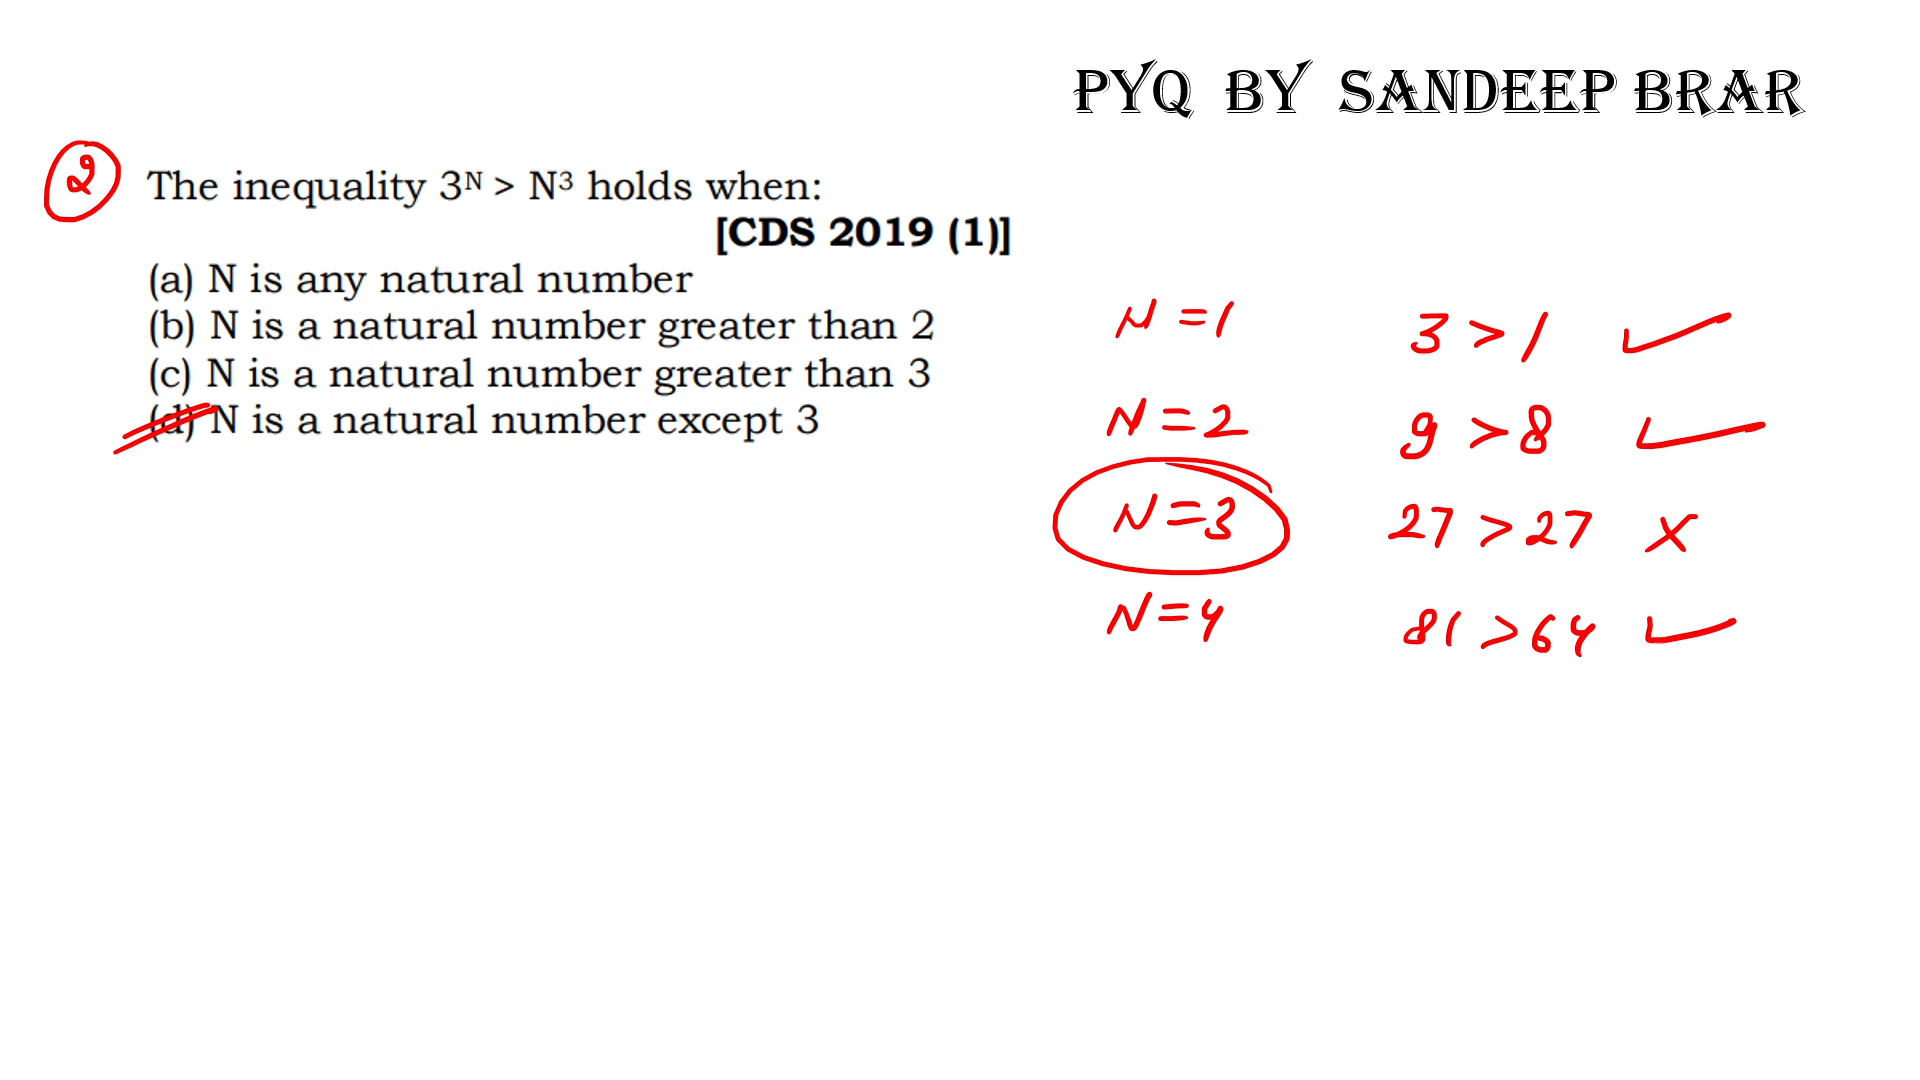 PYQ BY SANDEEP BRAR
2
The inequality 3ᴺ > N³ holds when:
[CDS 2019 (1)]
(a) N is any natural number
(b) N is a natural number greater than 2
(c) N is a natural number greater than 3
(d) N is a natural number except 3
N = 1 3 > 1 ✓
N = 2 9 > 8 ✓
N = 3 27 > 27 ✗
N = 4 81 > 64 ✓